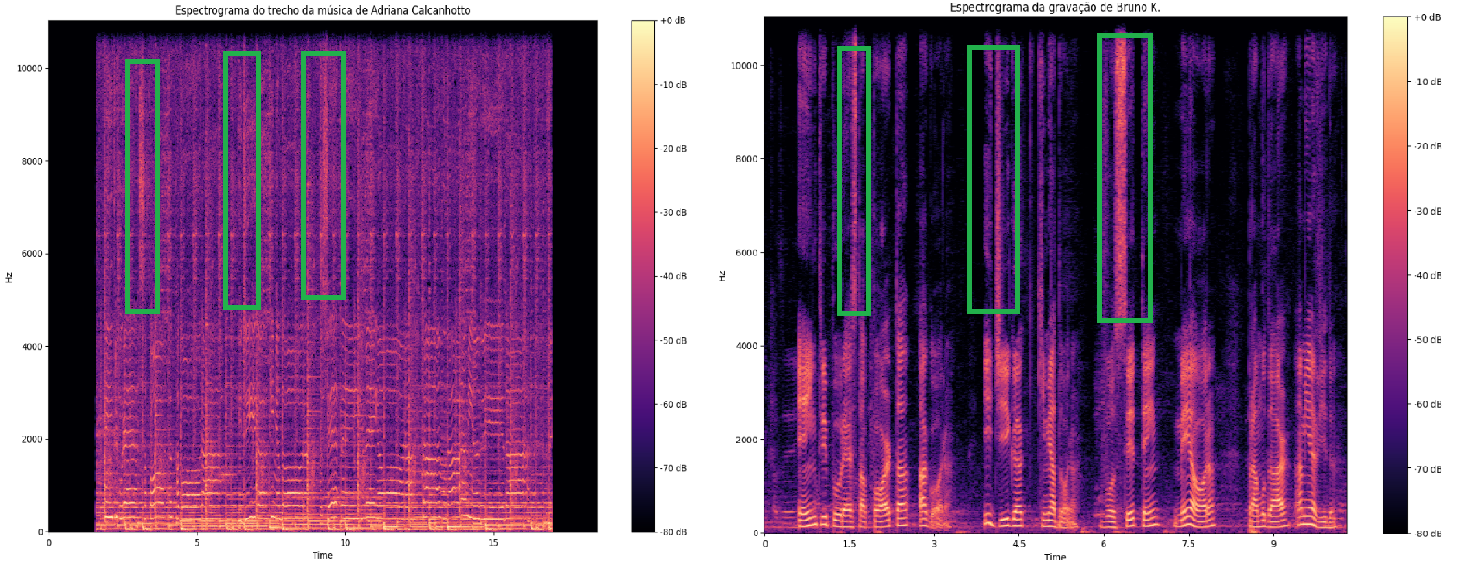 Espectrograma do trecho da música de Adriana Calcanhotto
10000
8000
6000
4000
2000
0
Hz
0
5
10
15
Time
+0 dB
-10 dB
-20 dB
-30 dB
-40 dB
-50 dB
-60 dB
-70 dB
-80 dB
Espectrograma da gravação de Bruno K.
10000
8000
6000
4000
2000
0
Hz
0
1.5
3
4.5
6
7.5
9
Time
+0 dB
-10 dB
-20 dB
-30 dB
-40 dB
-50 dB
-60 dB
-70 dB
-80 dB